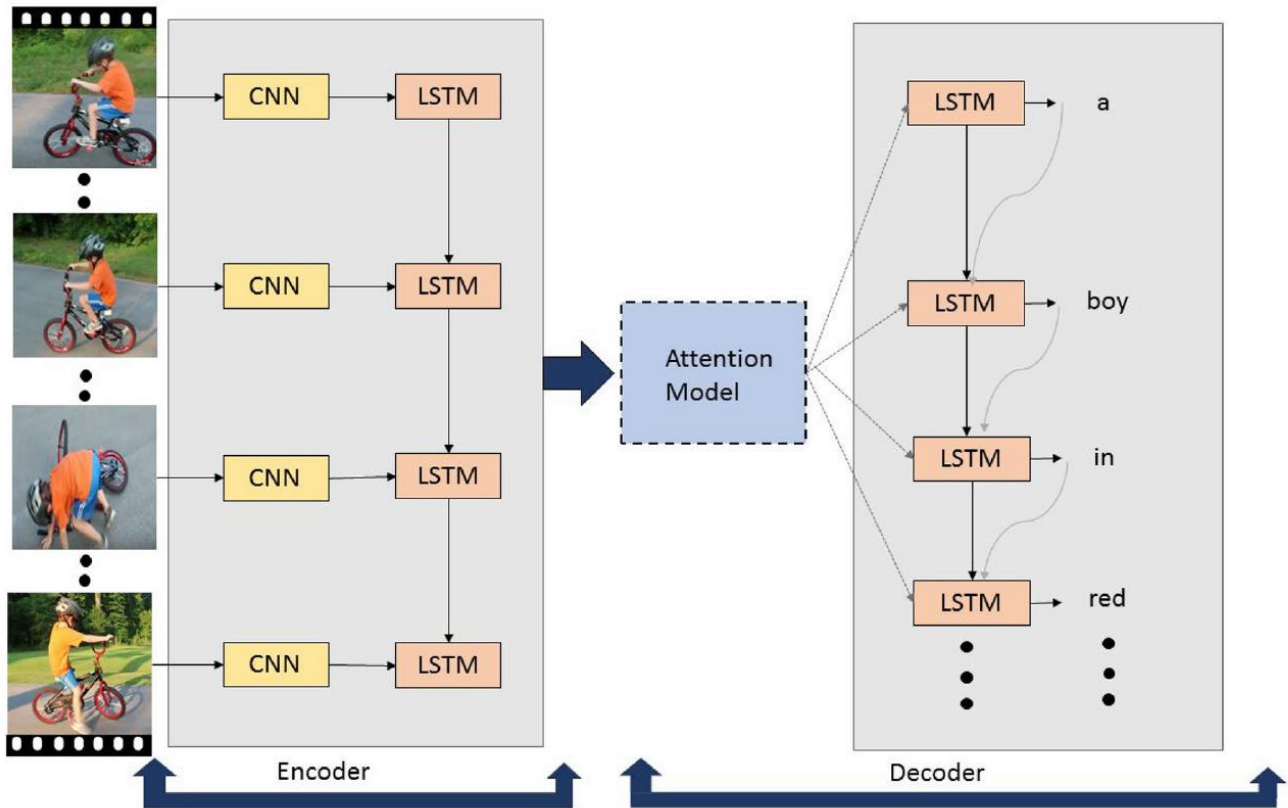 CNN
LSTM
LSTM
a
CNN
LSTM
LSTM
boy
Attention
Model
CNN
LSTM
LSTM
in
LSTM
red
CNN
LSTM
Encoder
Decoder